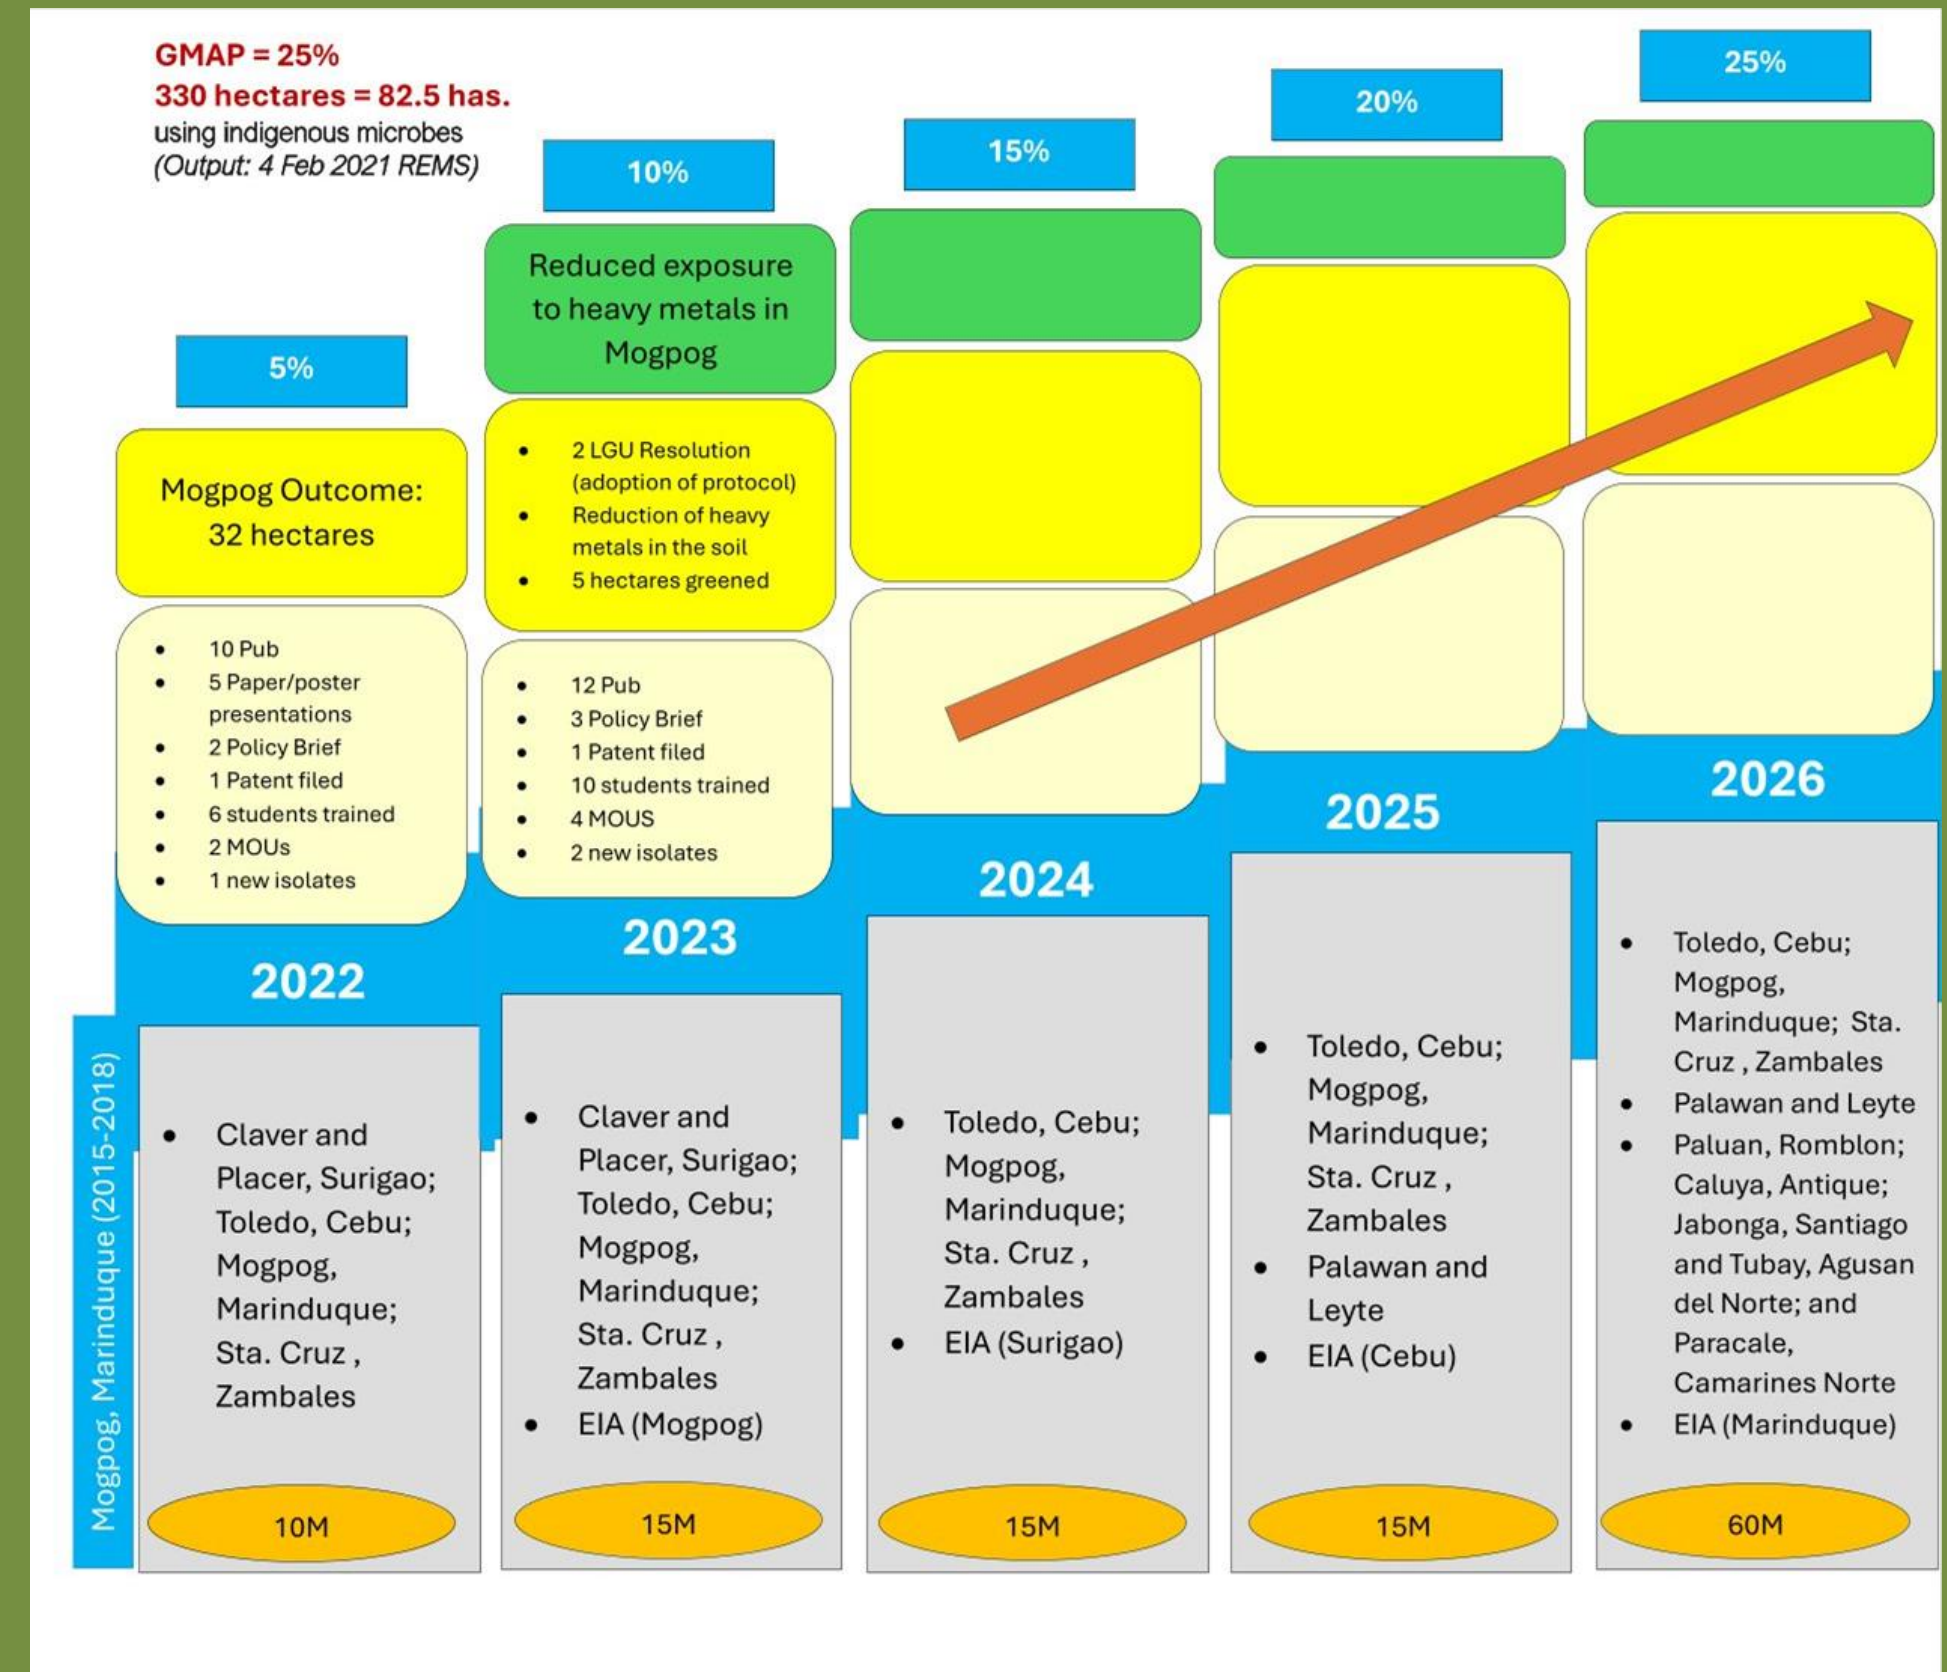 GMAP = 25%
330 hectares = 82.5 has.
using indigenous microbes
(Output: 4 Feb 2021 REMS)
5%
Mogpog Outcome:
32 hectares
• 10 Pub
• 5 Paper/poster
presentations
• 2 Policy Brief
• 1 Patent filed
• 6 students trained
• 2 MOUs
• 1 new isolates
2022
• Claver and
Placer, Surigao;
Toledo, Cebu;
Mogpog,
Marinduque;
Sta. Cruz ,
Zambales
10M
Mogpog, Marinduque (2015-2018)
10%
Reduced exposure
to heavy metals in
Mogpog
• 2 LGU Resolution
(adoption of protocol)
• Reduction of heavy
metals in the soil
• 5 hectares greened
• 12 Pub
• 3 Policy Brief
• 1 Patent filed
• 10 students trained
• 4 MOUS
• 2 new isolates
2023
• Claver and
Placer, Surigao;
Toledo, Cebu;
Mogpog,
Marinduque;
Sta. Cruz ,
Zambales
• EIA (Mogpog)
15M
15%
2024
• Toledo, Cebu;
Mogpog,
Marinduque;
Sta. Cruz ,
Zambales
• EIA (Surigao)
15M
20%
2025
• Toledo, Cebu;
Mogpog,
Marinduque;
Sta. Cruz ,
Zambales
• Palawan and
Leyte
• EIA (Cebu)
15M
25%
2026
• Toledo, Cebu;
Mogpog,
Marinduque; Sta.
Cruz , Zambales
• Palawan and Leyte
• Paluan, Romblon;
Caluya, Antique;
Jabonga, Santiago
and Tubay, Agusan
del Norte; and
Paracale,
Camarines Norte
• EIA (Marinduque)
60M